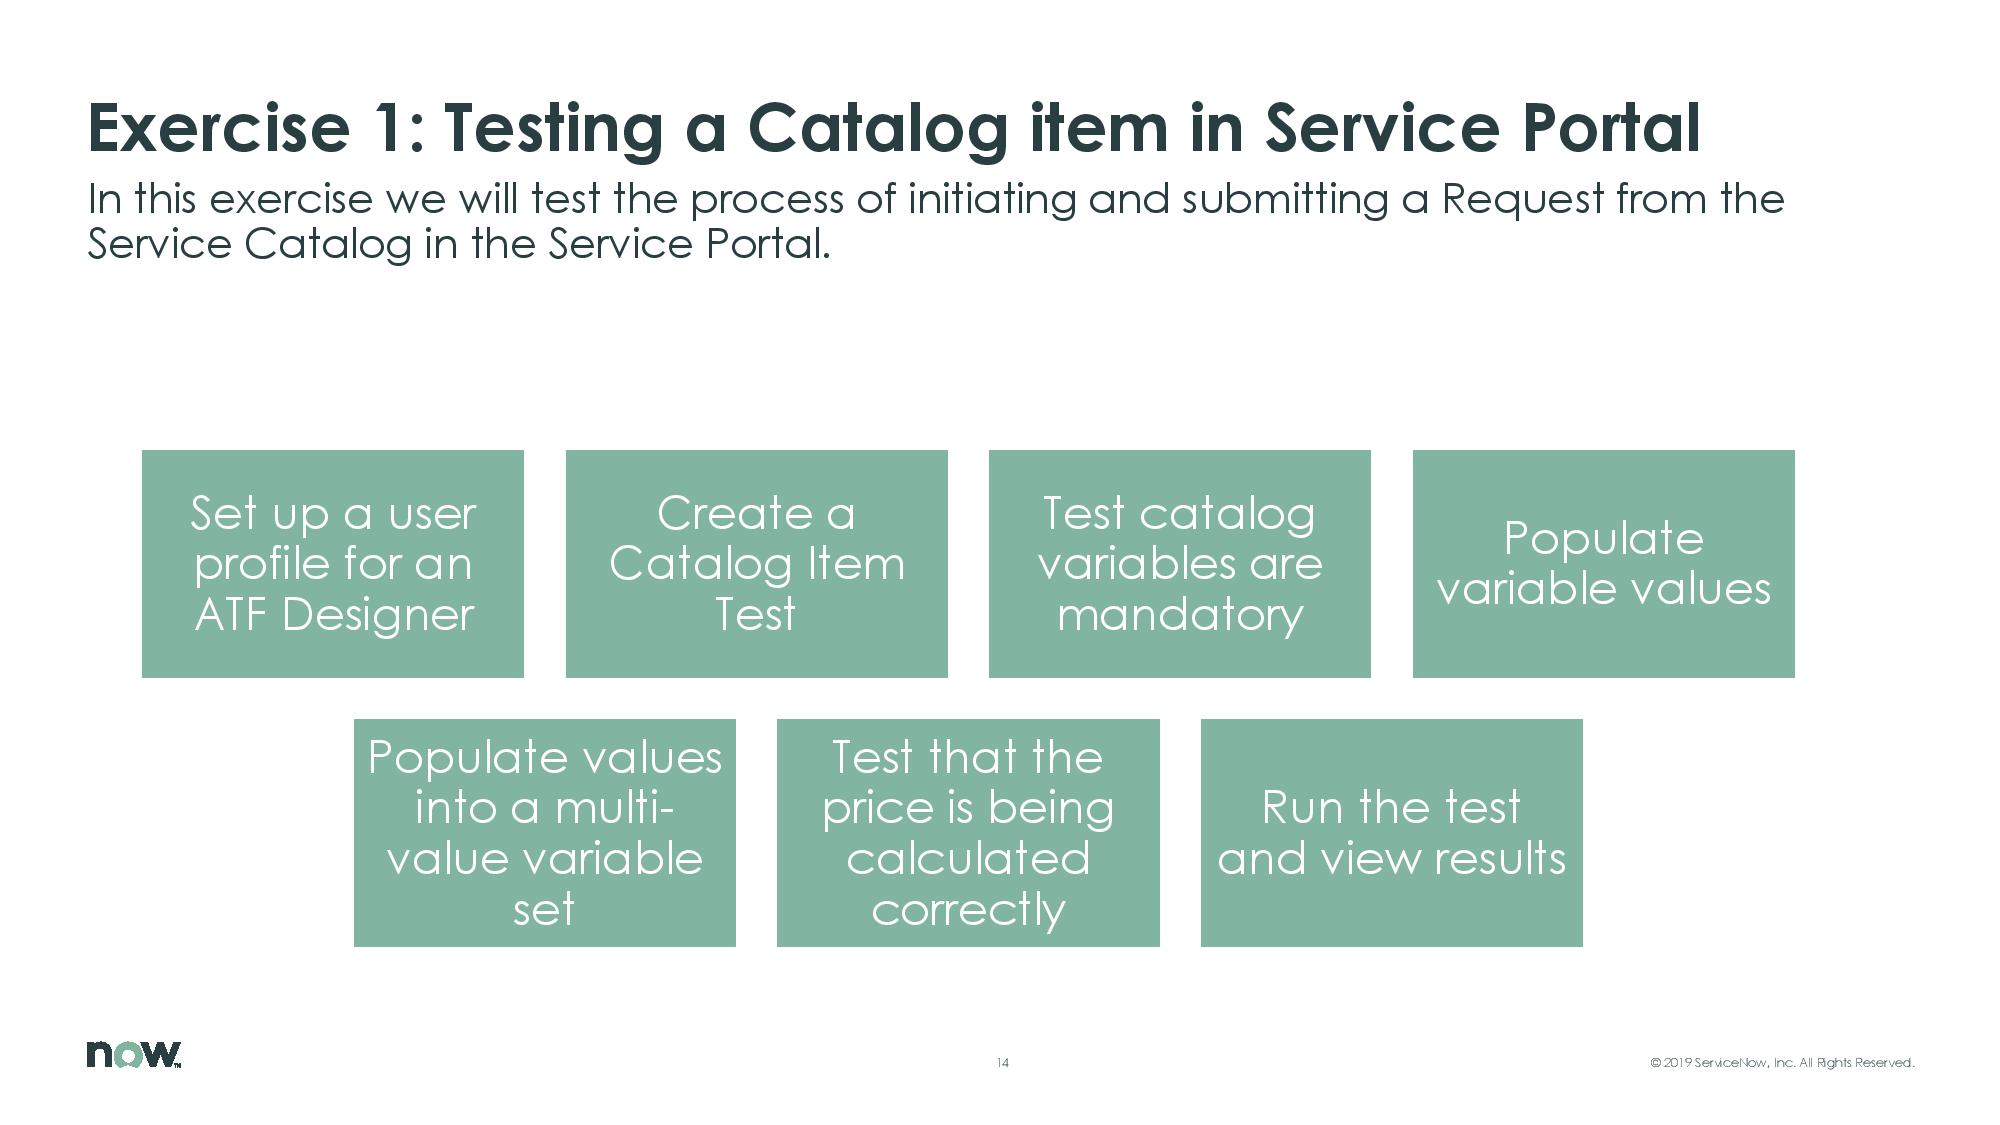 Exercise 1: Testing a Catalog item in Service Portal
In this exercise we will test the process of initiating and submitting a Request from the
Service Catalog in the Service Portal.
Set up a user
profile for an
ATF Designer
Create a
Catalog Item
Test
Test catalog
variables are
mandatory
Populate
variable values
Populate values
into a multi-
value variable
set
Test that the
price is being
calculated
correctly
Run the test
and view results
now™
14
© 2019 ServiceNow, Inc. All Rights Reserved.